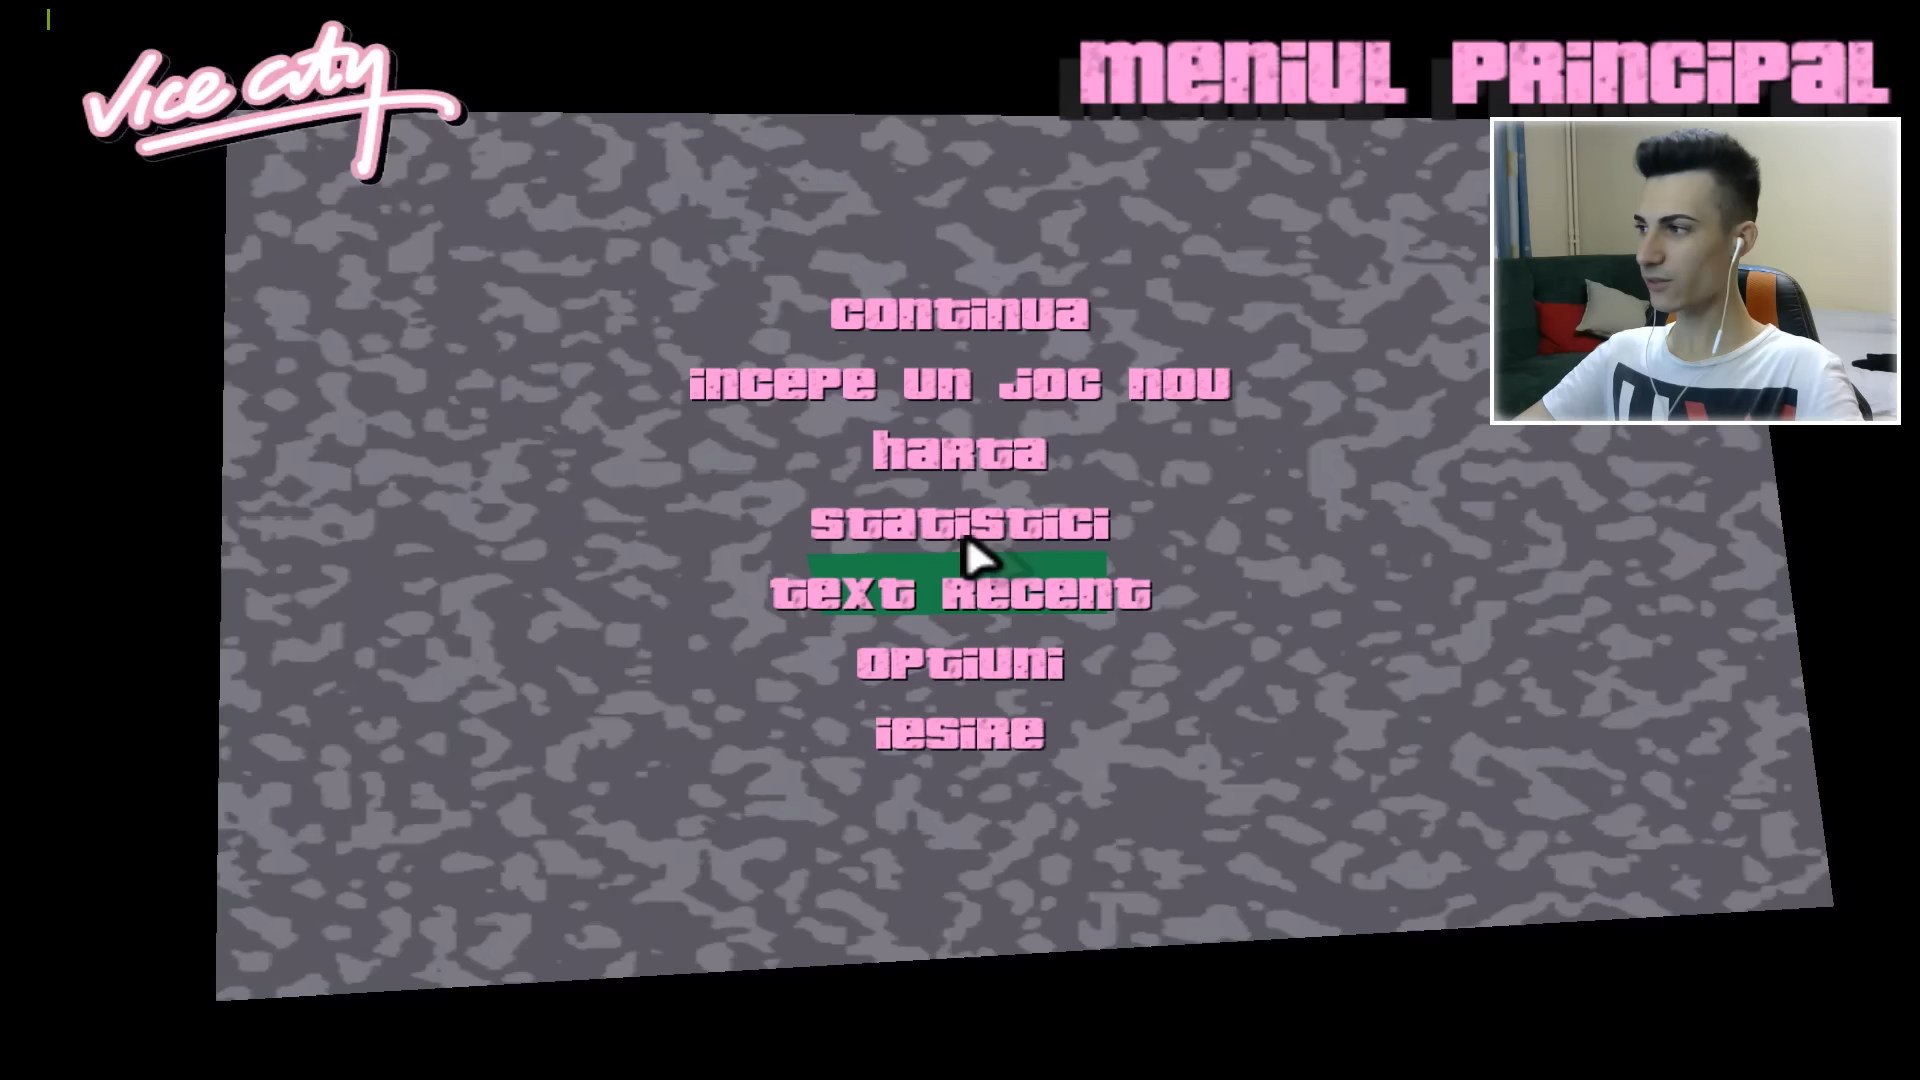 vice city
MENIUL PRINCIPAL
CONTINUA
INCEPE UN JOC NOU
HARTA
STATISTICI
TEXT RECENT
OPTIUNI
IESIRE